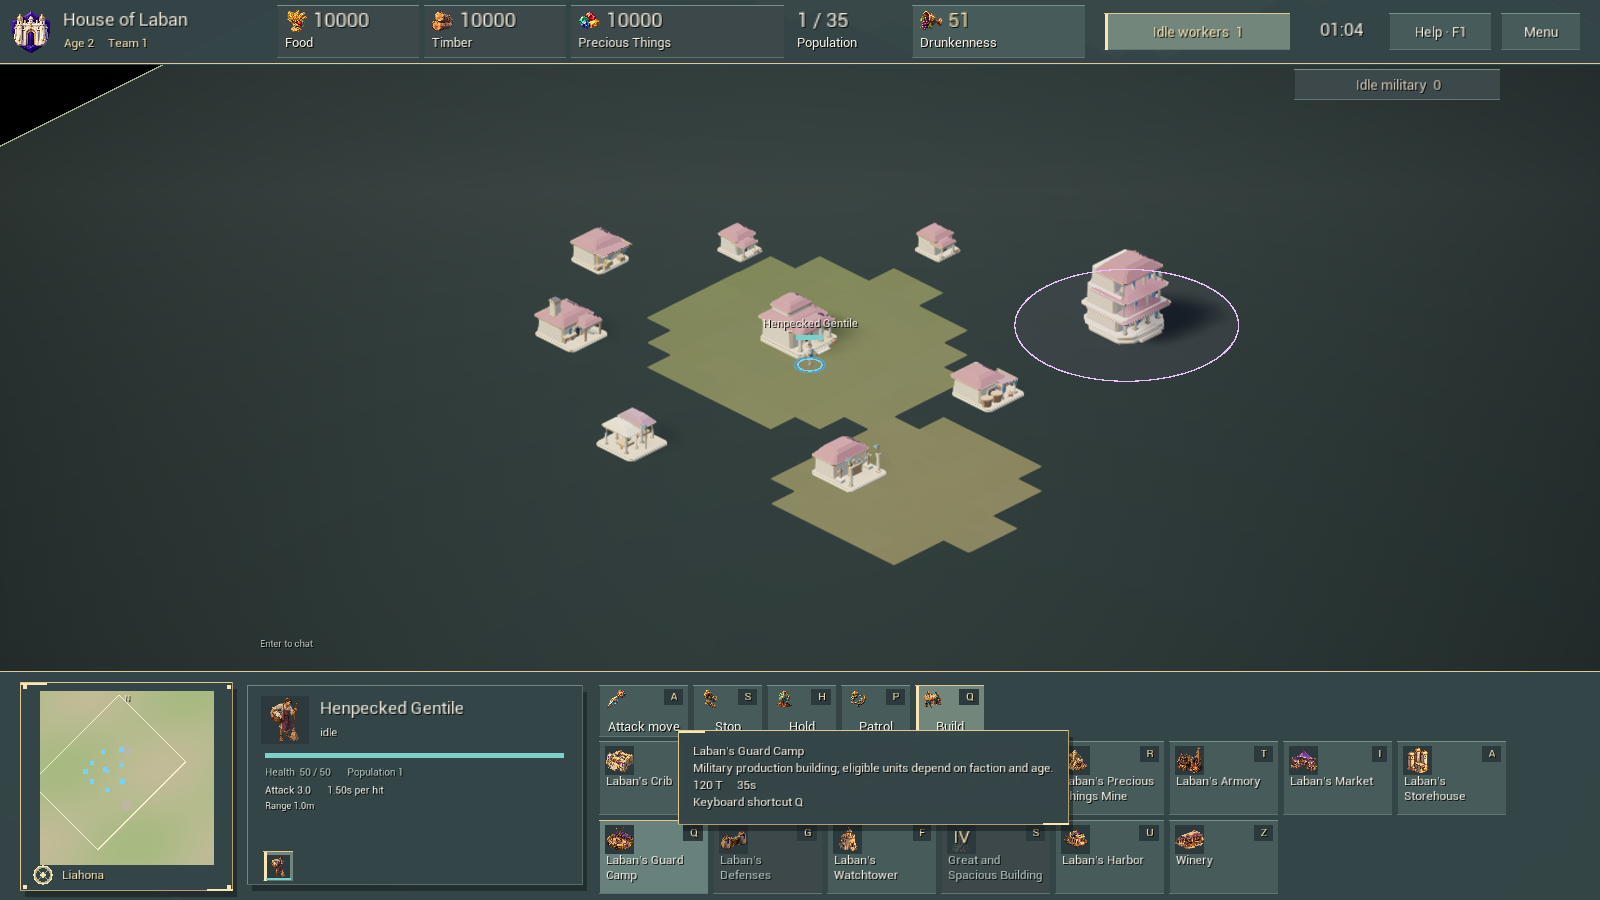 House of Laban
Age 2 Team 1
10000
Food
10000
Timber
10000
Precious Things
1 / 35
Population
51
Drunkenness
Idle workers 1
01:04
Help · F1
Menu
Idle military 0
Henpecked Gentile
Enter to chat
N
Liahona
Henpecked Gentile
idle
Health 50 / 50 Population 1
Attack 3.0 1.50s per hit
Range 1.0m
A
Attack move
S
Stop
H
Hold
P
Patrol
Q
Build
Laban's Crib
Laban's Guard Camp
Military production building, eligible units depend on faction and age.
120 T 35s
Keyboard shortcut Q
R
Laban's Precious
Things Mine
T
Laban's Armory
I
Laban's Market
A
Laban's
Storehouse
Q
Laban's Guard
Camp
G
Laban's
Defenses
F
Laban's
Watchtower
IV
S
Great and
Spacious Building
U
Laban's Harbor
Z
Winery